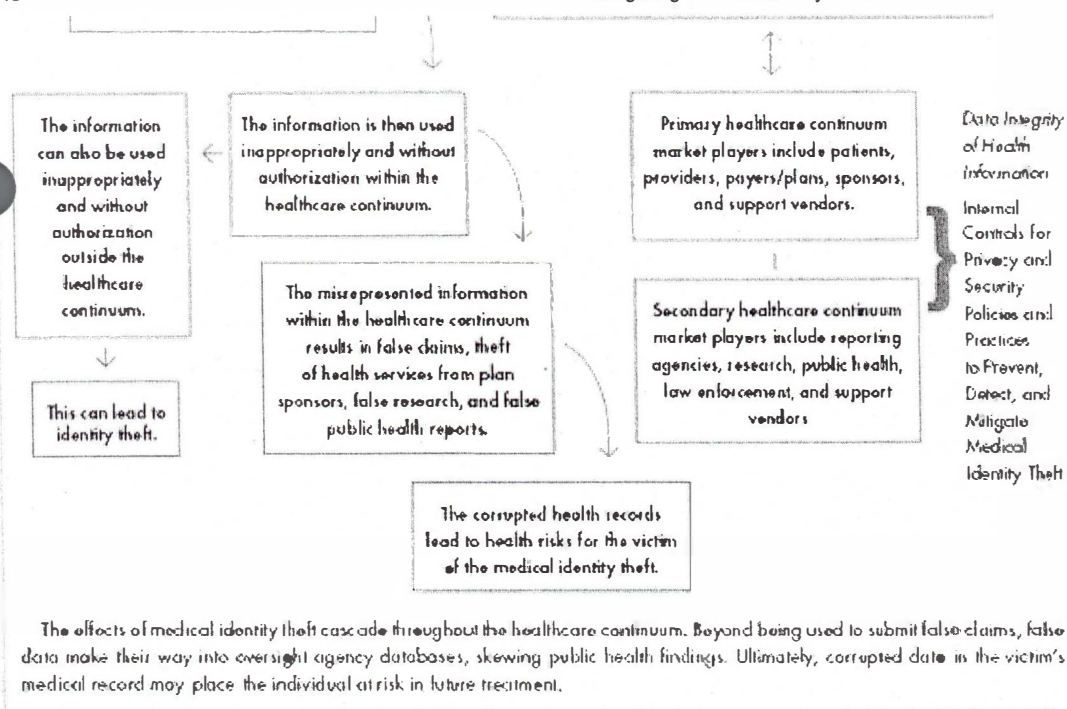 The information
can also be used
inappropriately
and without
authorization
outside the
healthcare
continuum.
This can lead to
identity theft.
The information is then used
inappropriately and without
authorization within the
healthcare continuum.
The misrepresented information
within the healthcare continuum
results in false claims, theft
of health services from plan
sponsors, false research, and false
public health reports.
The corrupted health records
lead to health risks for the victim
of the medical identity theft.
Primary healthcare continuum
market players include patients,
providers, payers/plans, sponsors,
and support vendors.
Secondary healthcare continuum
market players include reporting
agencies, research, public health,
law enforcement, and support
vendors
Data Integrity
of Health
Information
Internal
Controls for
Privacy and
Security
Policies and
Practices
to Prevent,
Detect, and
Mitigate
Medical
Identity Theft
The effects of medical identity theft cascade throughout the healthcare continuum. Beyond being used to submit false claims, false
data make their way into oversight agency databases, skewing public health findings. Ultimately, corrupted data in the victim's
medical record may place the individual at risk in future treatment.